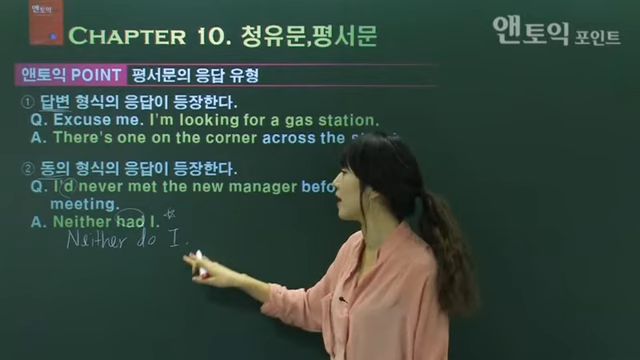 앤토익
CHAPTER 10. 청유문,평서문
앤토익 포인트
앤토익 POINT 평서문의 응답 유형
① 답변 형식의 응답이 등장한다.
Q. Excuse me. I'm looking for a gas station.
A. There's one on the corner across the
② 동의 형식의 응답이 등장한다.
Q. I'd never met the new manager
meeting.
A. Neither had I.
Neither do I.